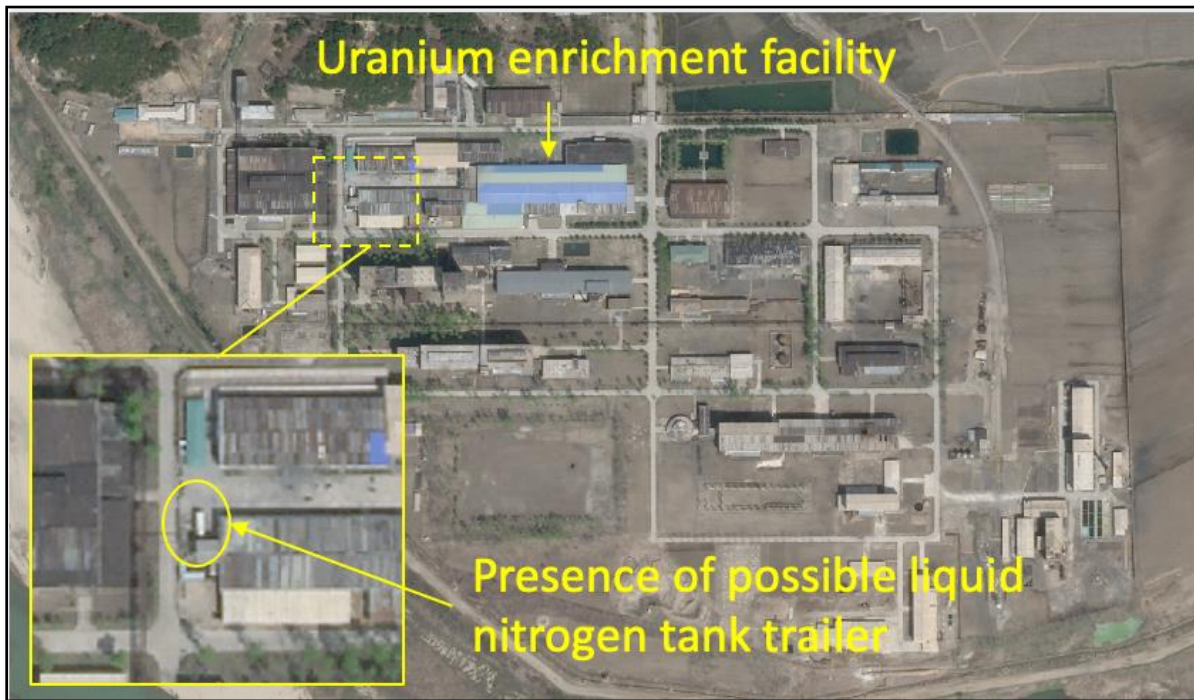 Uranium enrichment facility
Presence of possible liquid
nitrogen tank trailer